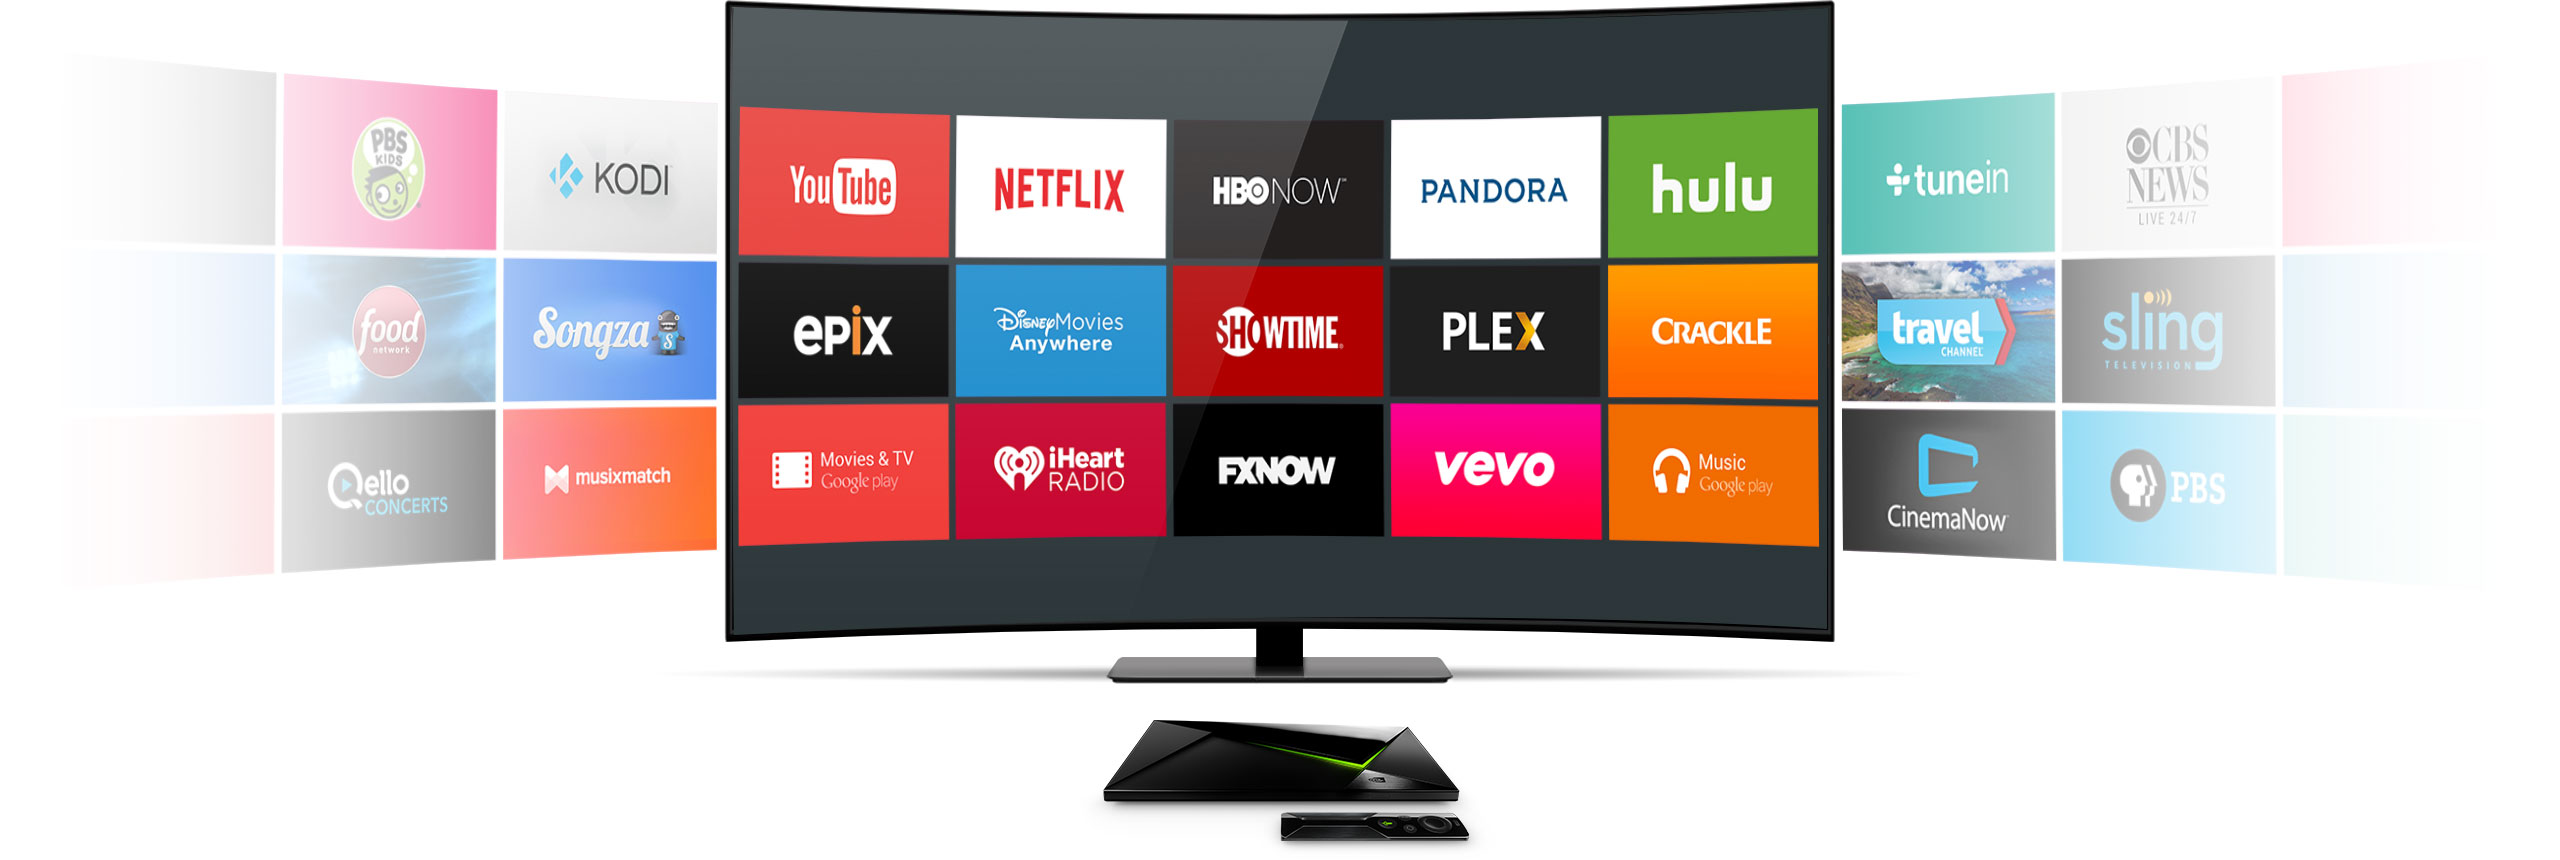 PBS
KIDS
KODI
food
network
Songza
S
Qello
CONCERTS
musixmatch
You Tube
NETFLIX
HBO NOW
PANDORA
hulu
epix
Disney Movies
Anywhere
SHOWTIME
PLEX
CRACKLE
Movies & TV
Google play
iHeart
RADIO
FXNOW
vevo
Music
Google play
tunein
CBS
NEWS
LIVE 24/7
travel
CHANNEL
sling
TELEVISION
CinemaNow
PBS